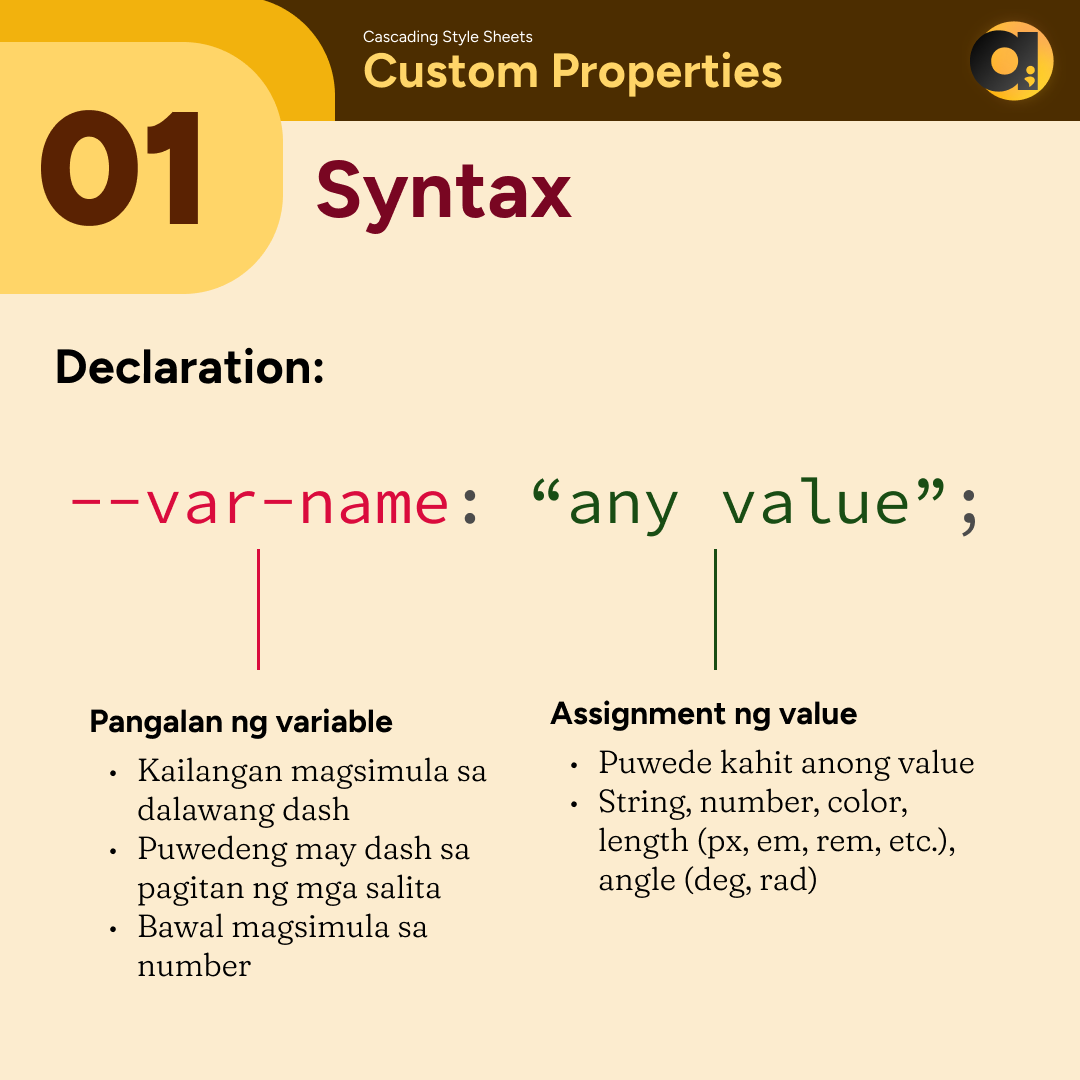 Cascading Style Sheets
Custom Properties
01
Syntax
Declaration:
--var-name: “any value”;
Pangalan ng variable
• Kailangan magsimula sa
dalawang dash
• Puwedeng may dash sa
pagitan ng mga salita
• Bawal magsimula sa
number
Assignment ng value
• Puwede kahit anong value
• String, number, color,
length (px, em, rem, etc.),
angle (deg, rad)